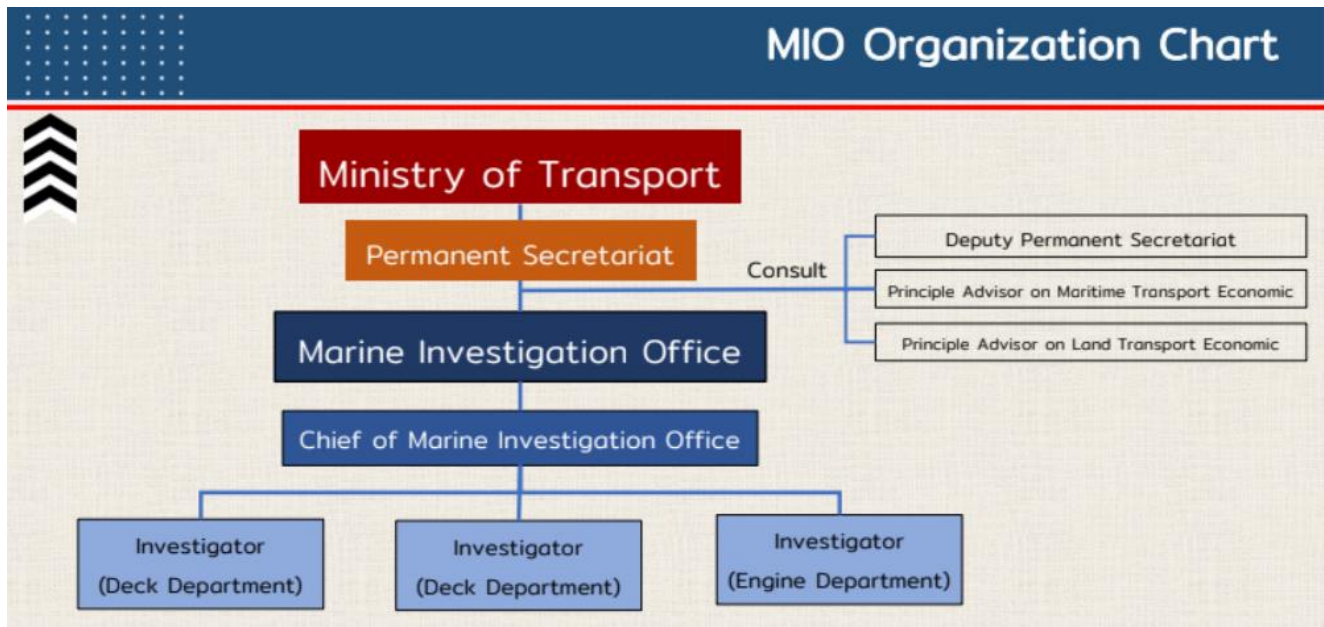 MIO Organization Chart
Ministry of Transport
Permanent Secretariat
Consult
Deputy Permanent Secretariat
Principle Advisor on Maritime Transport Economic
Principle Advisor on Land Transport Economic
Marine Investigation Office
Chief of Marine Investigation Office
Investigator
(Deck Department)
Investigator
(Deck Department)
Investigator
(Engine Department)